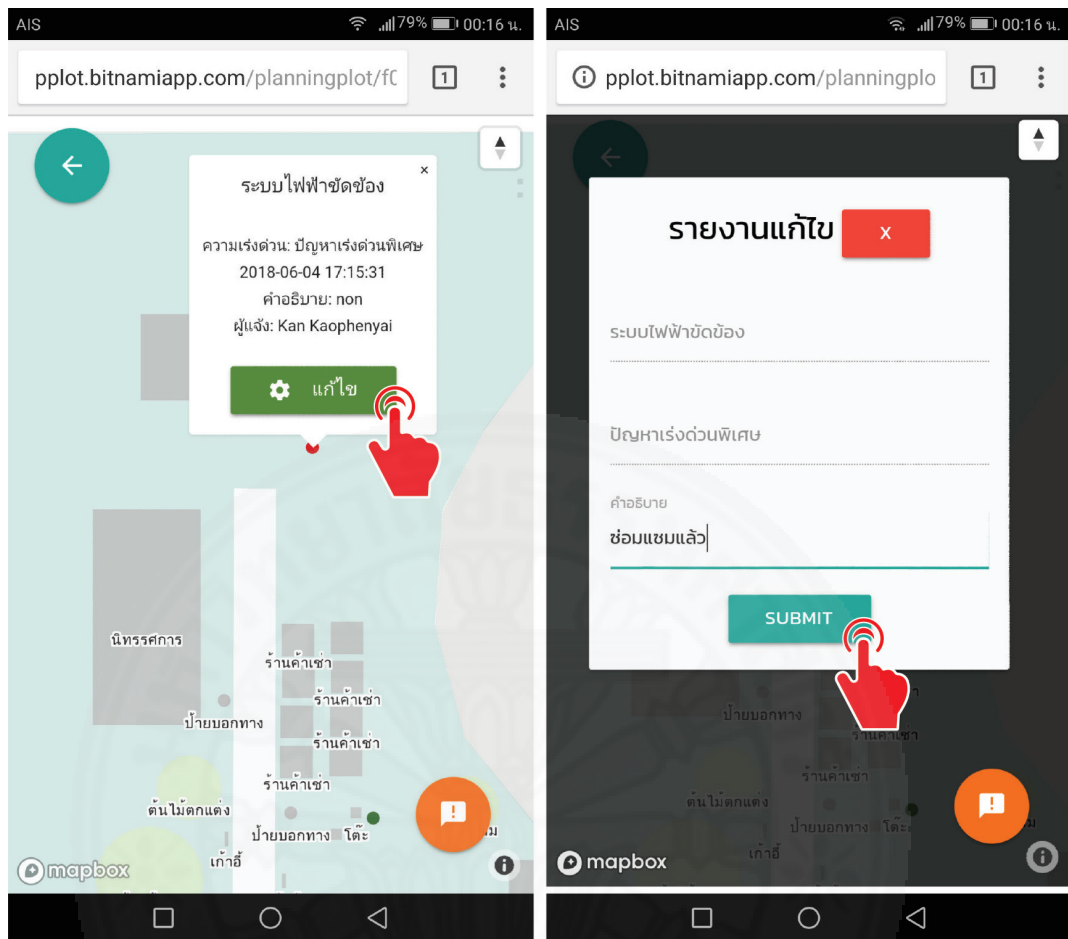 AIS
79%
00:16 น.
pplot.bitnamiapp.com/planningplot/f0
1
ระบบไฟฟ้าขัดข้อง
×
ความเร่งด่วน: ปัญหาเร่งด่วนพิเศษ
2018-06-04 17:15:31
คำอธิบาย: non
ผู้แจ้ง: Kan Kaophenyai
แก้ไข
นิทรรศการ
ร้านค้าเช่า
ร้านค้าเช่า
ป้ายบอกทาง
ร้านค้าเช่า
ร้านค้าเช่า
ต้นไม้ตกแต่ง
ป้ายบอกทาง
โต๊ะ
เก้าอี้
mapbox
AIS
79%
00:16 น.
pplot.bitnamiapp.com/planningplo
1
รายงานแก้ไข
X
ระบบไฟฟ้าขัดข้อง
ปัญหาเร่งด่วนพิเศษ
คำอธิบาย
ซ่อมแซมแล้ว
SUBMIT
ป้ายบอกทาง
ร้านค้าเช่า
ร้านค้าเช่า
ต้นไม้ตกแต่ง
ป้ายบอกทาง
โต๊ะ
เก้าอี้
mapbox